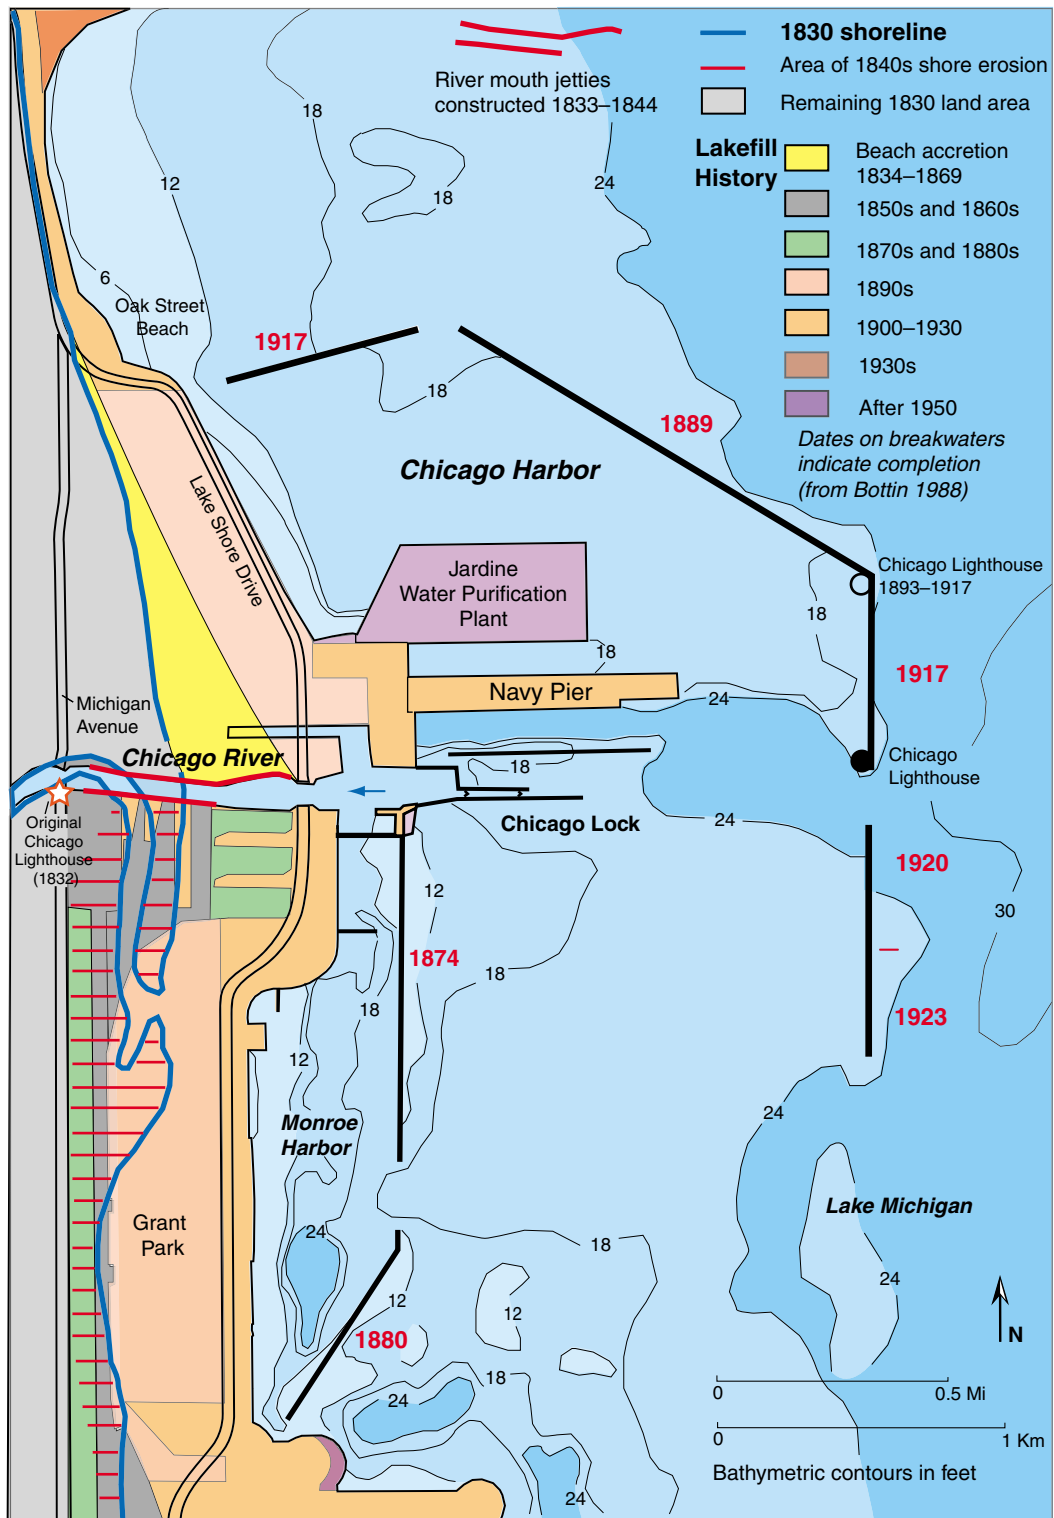 1830 shoreline
Area of 1840s shore erosion
Remaining 1830 land area
River mouth jetties
constructed 1833–1844
Lakefill
History
Beach accretion
1834–1869
1850s and 1860s
1870s and 1880s
1890s
1900–1930
1930s
After 1950
Dates on breakwaters
indicate completion
(from Bottin 1988)
18
12
18
24
6
Oak Street
Beach
1917
18
1889
Chicago Harbor
Lake Shore Drive
Jardine
Water Purification
Plant
Chicago Lighthouse
1893–1917
18
18
1917
Navy Pier
24
Michigan
Avenue
Chicago River
18
Chicago
Lighthouse
Original
Chicago
Lighthouse
(1832)
Chicago Lock
24
1920
12
30
1874
18
18
1923
12
24
Monroe
Harbor
Lake Michigan
Grant
Park
24
18
24
12
12
N
1880
18
24
0
0.5 Mi
0
1 Km
Bathymetric contours in feet
24